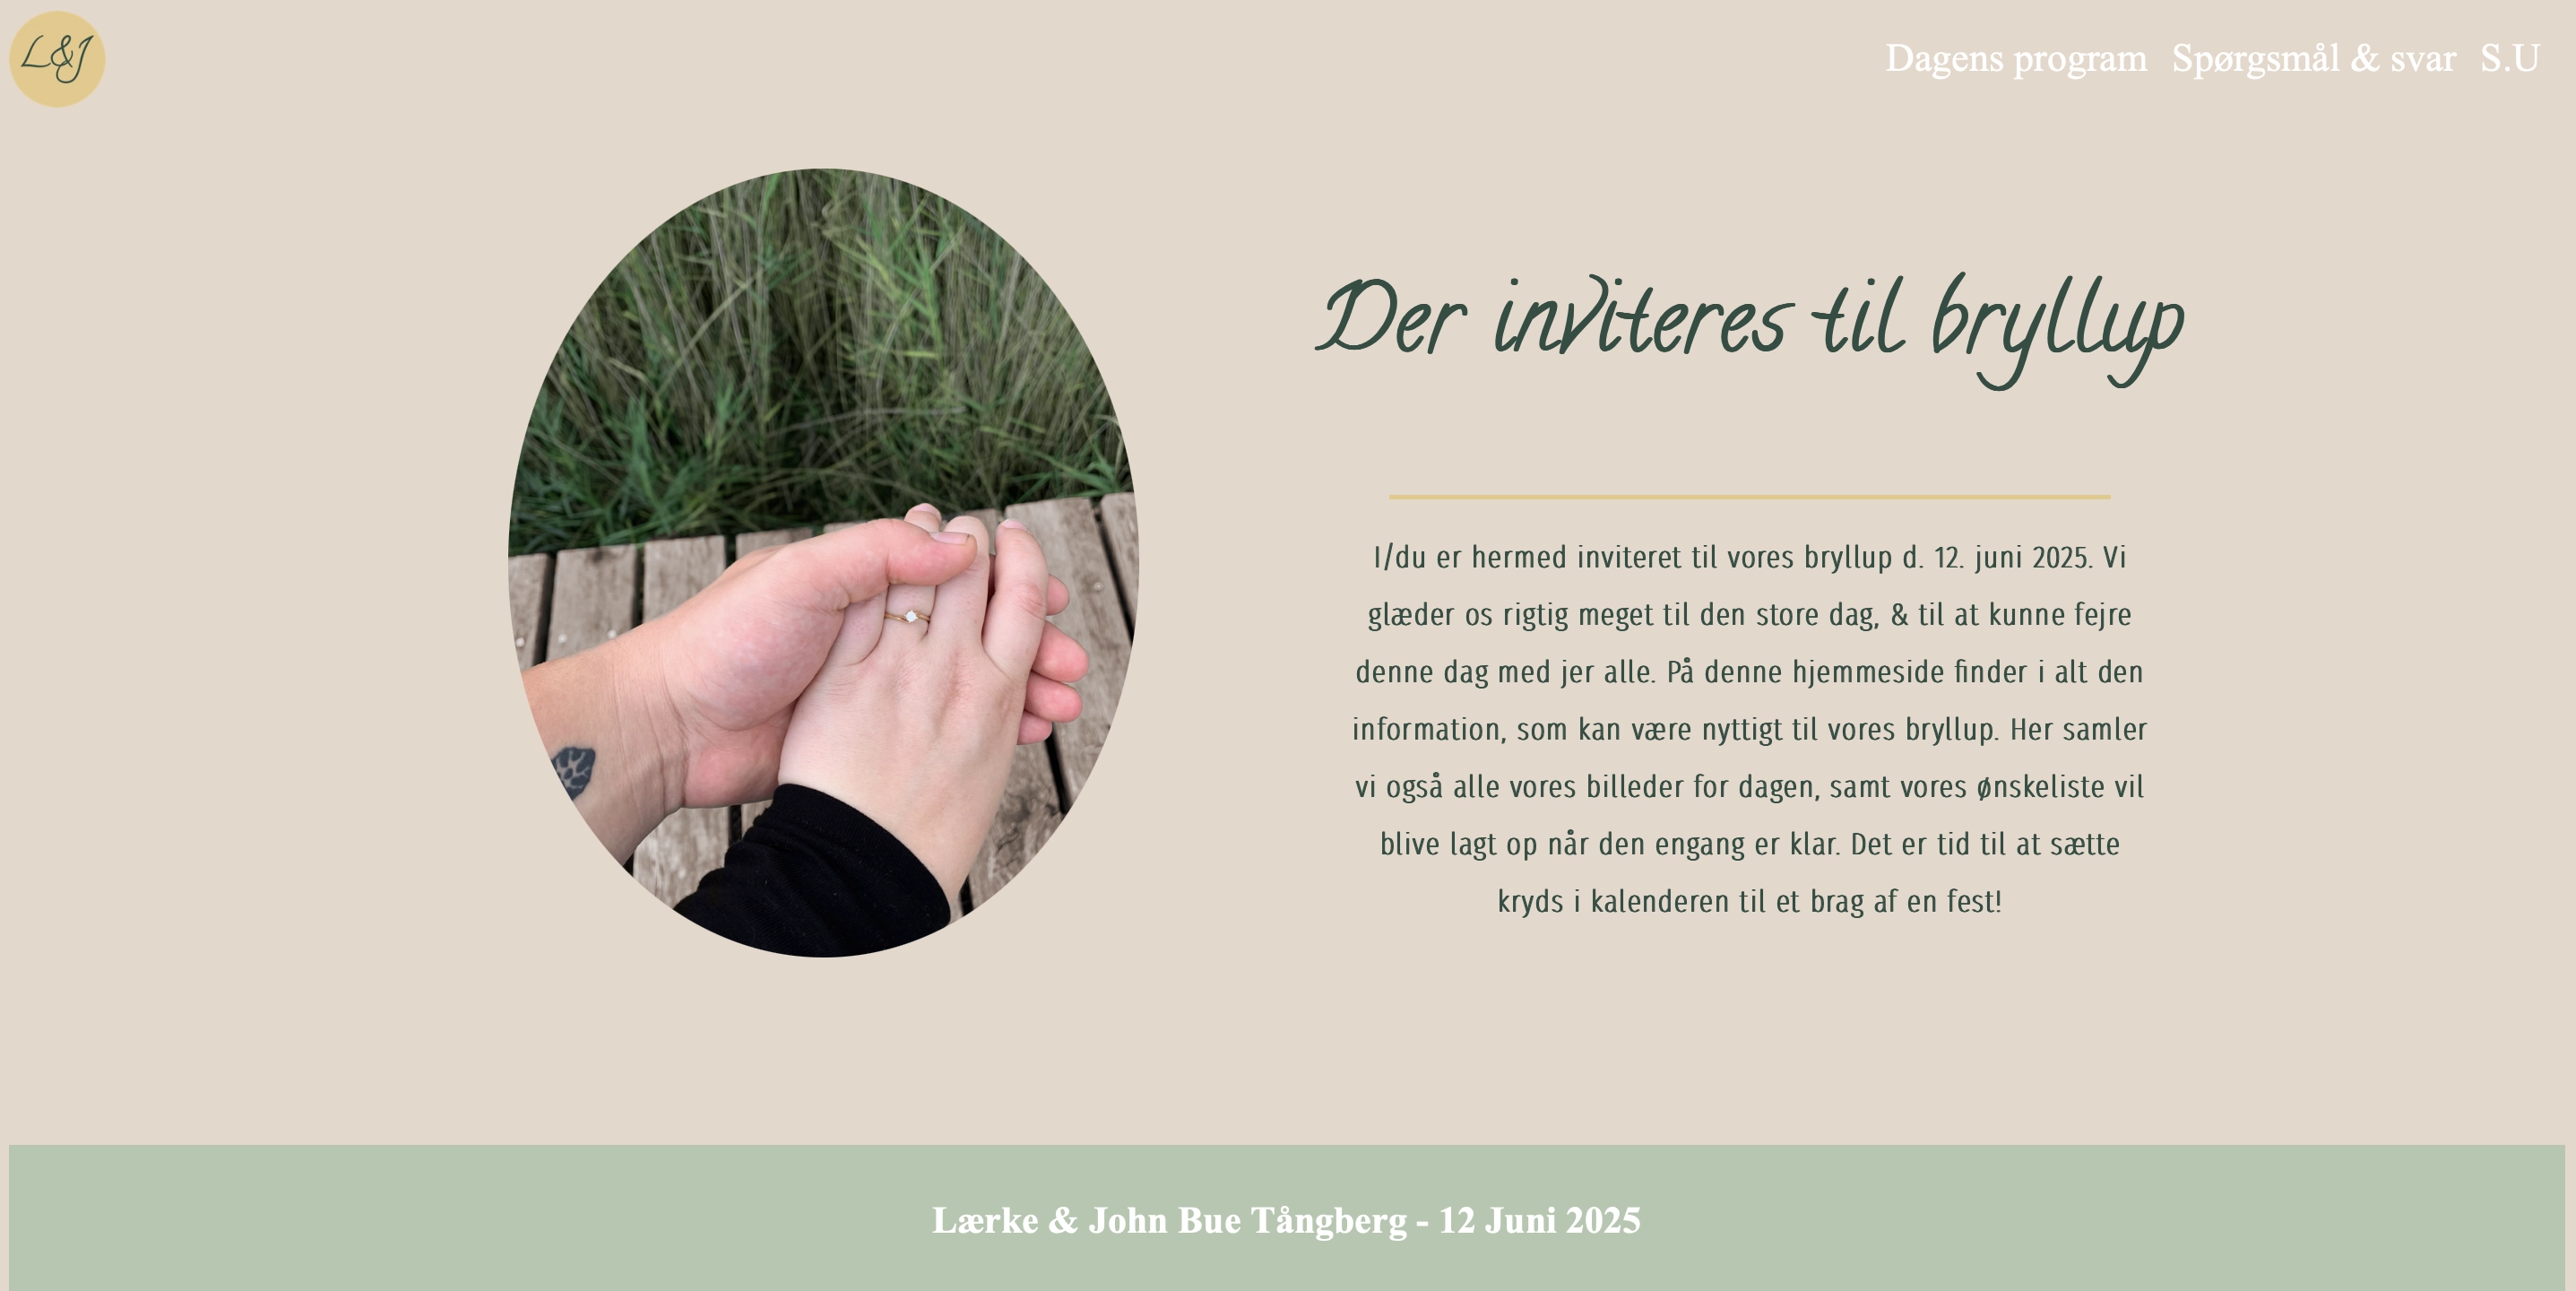 L&J
Dagens program Spørgsmål & svar S.U
Der inviteres til bryllup
I/du er hermed inviteret til vores bryllup d. 12. juni 2025. Vi
glæder os rigtig meget til den store dag, & til at kunne fejre
denne dag med jer alle. På denne hjemmeside finder i alt den
information, som kan være nyttigt til vores bryllup. Her samler
vi også alle vores billeder for dagen, samt vores ønskeliste vil
blive lagt op når den engang er klar. Det er tid til at sætte
kryds i kalenderen til et brag af en fest!
Lærke & John Bue Tångberg - 12 Juni 2025